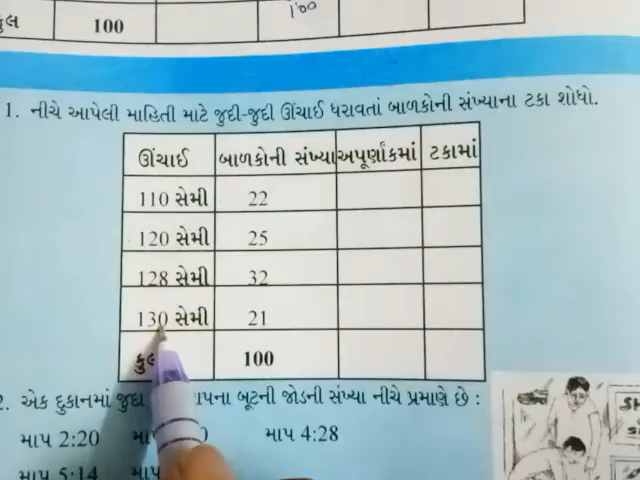 કુલ 100 100
1. નીચે આપેલી માહિતી માટે જુદી-જુદી ઊંચાઈ ધરાવતાં બાળકોની સંખ્યાના ટકા શોધો.
ઊંચાઈ બાળકોની સંખ્યા અપૂર્ણાંકમાં ટકામાં
110 સેમી 22
120 સેમી 25
128 સેમી 32
130 સેમી 21
100
2. એક દુકાનમાં જુદા બૂટની જોડની સંખ્યા નીચે પ્રમાણે છે :
માપ 2:20 માપ 4:28
માપ 5:14 માપ